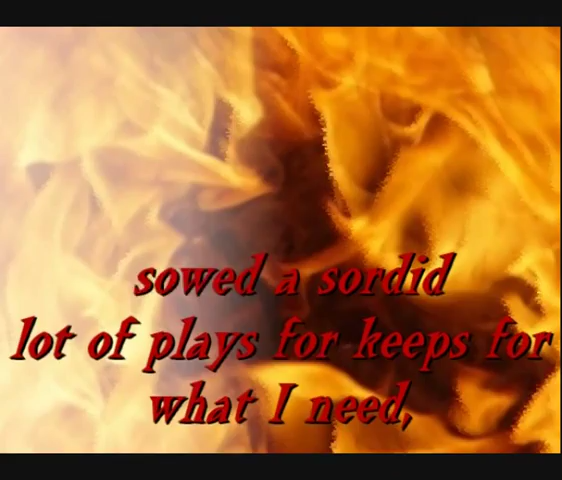 sowed a sordid
lot of plays for keeps for
what I need,